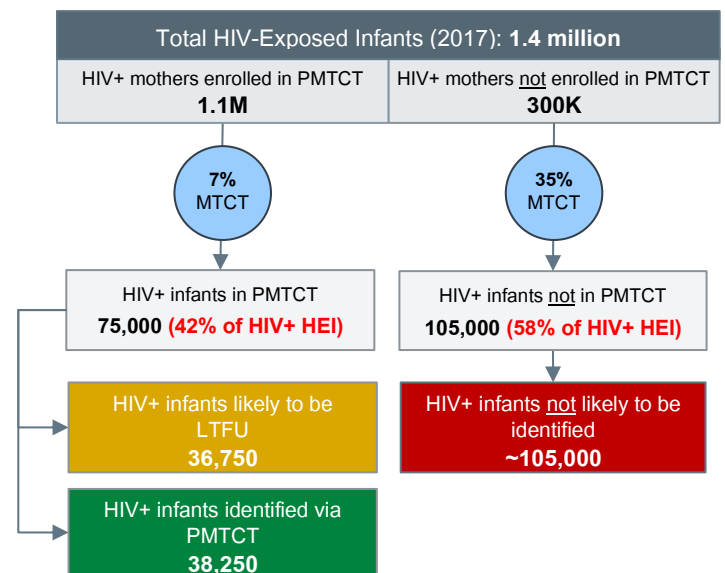 Total HIV-Exposed Infants (2017): 1.4 million
HIV+ mothers enrolled in PMTCT
1.1M
HIV+ mothers not enrolled in PMTCT
300K
7%
MTCT
35%
MTCT
HIV+ infants in PMTCT
75,000 (42% of HIV+ HEI)
HIV+ infants not in PMTCT
105,000 (58% of HIV+ HEI)
HIV+ infants likely to be
LTFU
36,750
HIV+ infants not likely to be
identified
~105,000
HIV+ infants identified via
PMTCT
38,250